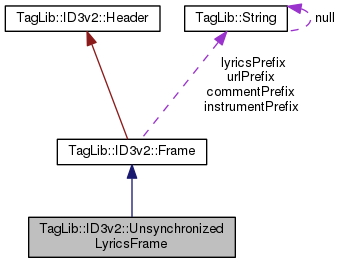 TagLib::ID3v2::Header
TagLib::String
null
lyricsPrefix
urlPrefix
commentPrefix
instrumentPrefix
TagLib::ID3v2::Frame
TagLib::ID3v2::Unsynchronized
LyricsFrame